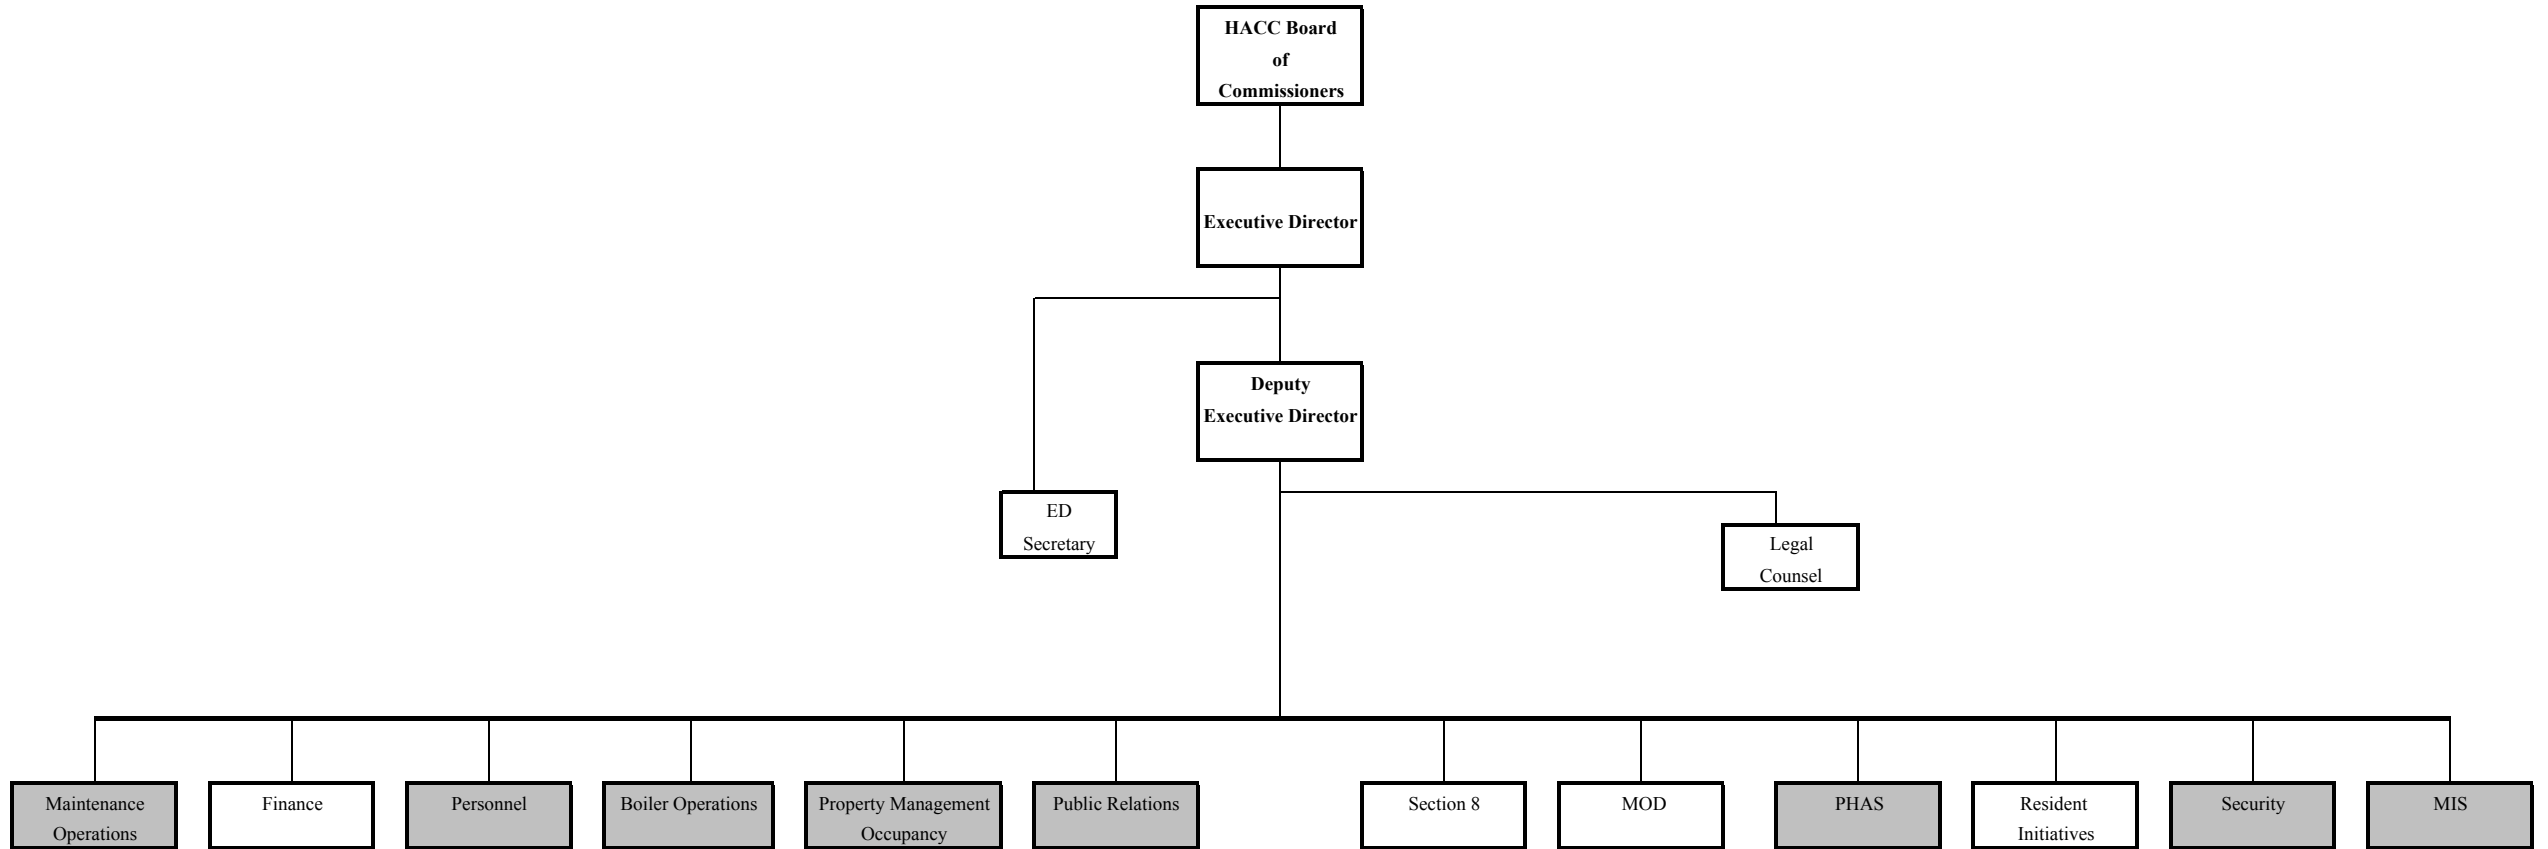 HACC Board
of
Commissioners
Executive Director
Deputy
Executive Director
ED
Secretary
Legal
Counsel
Maintenance
Operations
Finance
Personnel
Boiler Operations
Property Management
Occupancy
Public Relations
Section 8
MOD
PHAS
Resident
Initiatives
Security
MIS